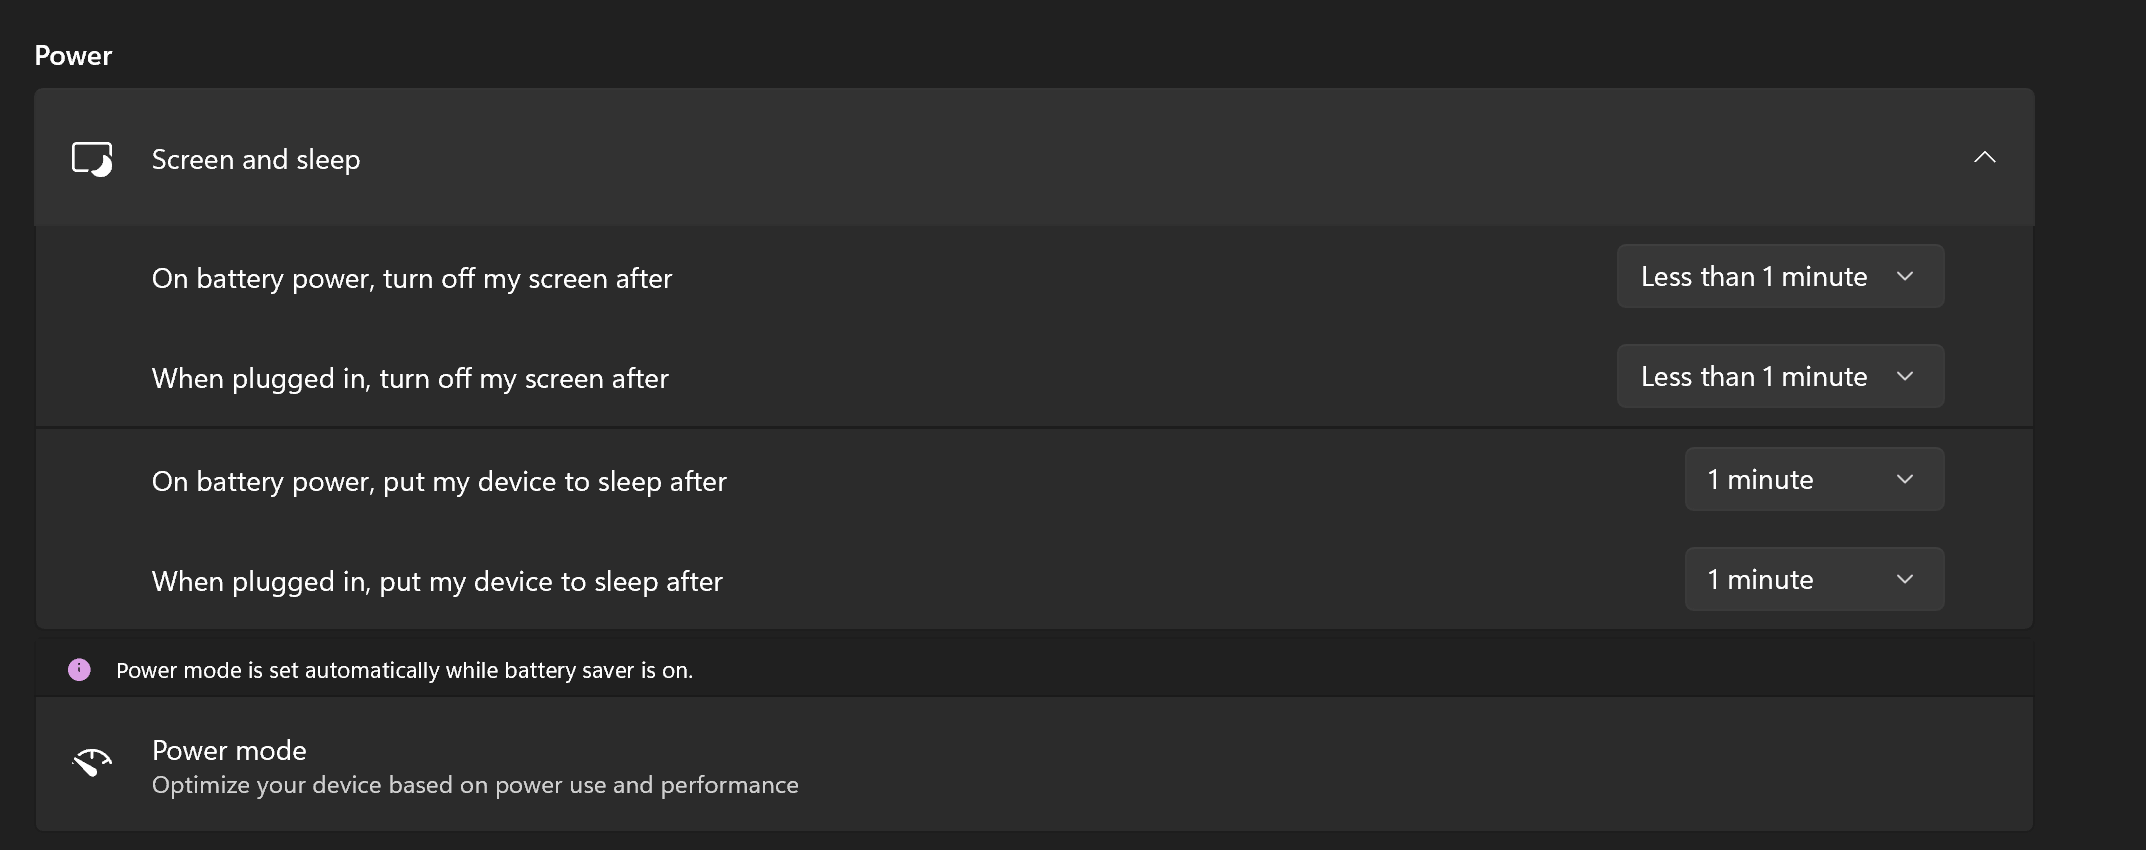 Power
Screen and sleep
On battery power, turn off my screen after
Less than 1 minute
When plugged in, turn off my screen after
Less than 1 minute
On battery power, put my device to sleep after
1 minute
When plugged in, put my device to sleep after
1 minute
Power mode is set automatically while battery saver is on.
Power mode
Optimize your device based on power use and performance